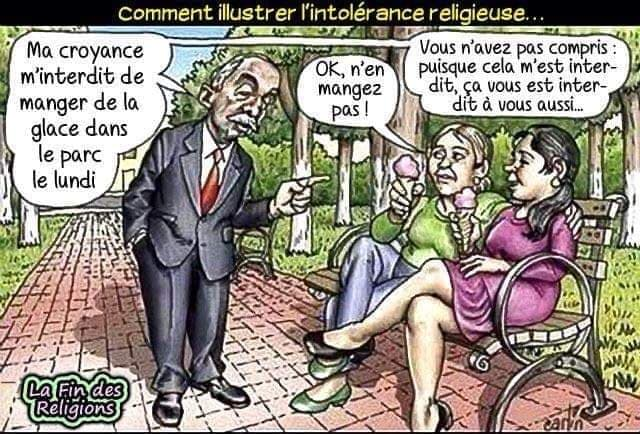 Comment illustrer l'intolérance religieuse...
Ma croyance
m'interdit de
manger de la
glace dans
le parc
le lundi
OK, n'en
mangez
pas !
Vous n'avez pas compris :
puisque cela m'est inter-
dit, ça vous est inter-
dit à vous aussi...
La Fin des
Religions